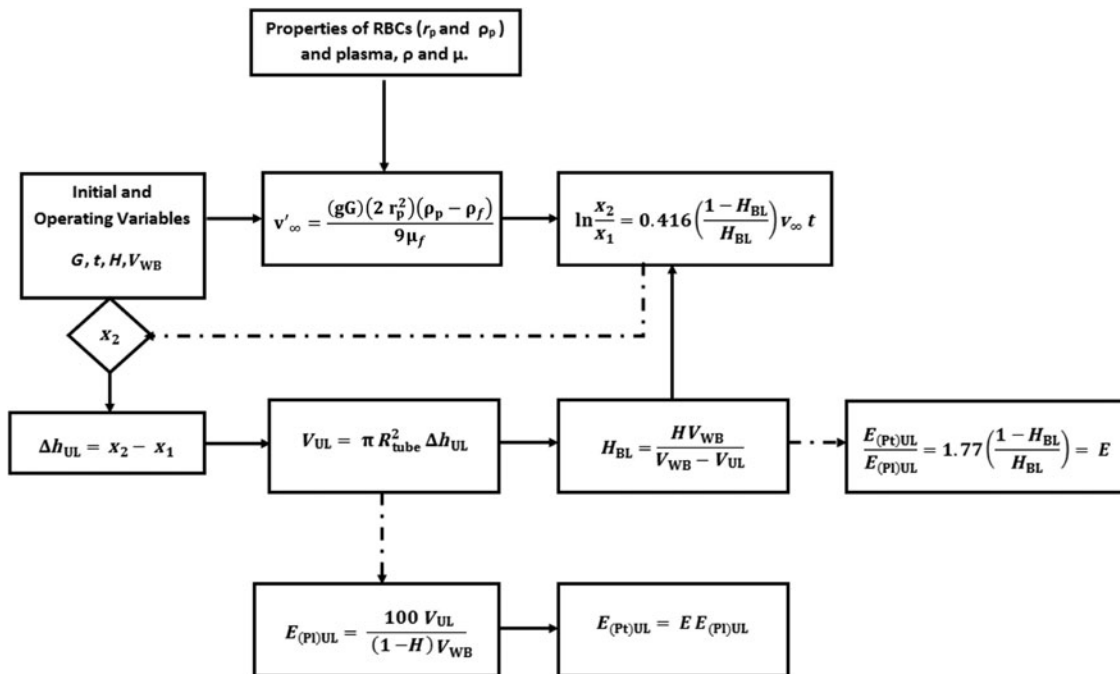 Properties of RBCs (r_p and ρ_p)
and plasma, ρ and μ.
Initial and
Operating Variables
G, t, H, V_WB
v'_∞ = (gG)(2 r_p^2)(ρ_p − ρ_f) / 9μ_f
ln x_2/x_1 = 0.416 ((1 − H_BL)/H_BL) v_∞ t
x_2
Δh_UL = x_2 − x_1
V_UL = π R_tube^2 Δh_UL
H_BL = HV_WB / (V_WB − V_UL)
E_(Pt)UL / E_(Pl)UL = 1.77 ((1 − H_BL)/H_BL) = E
E_(Pl)UL = 100 V_UL / (1 − H) V_WB
E_(Pt)UL = E E_(Pl)UL